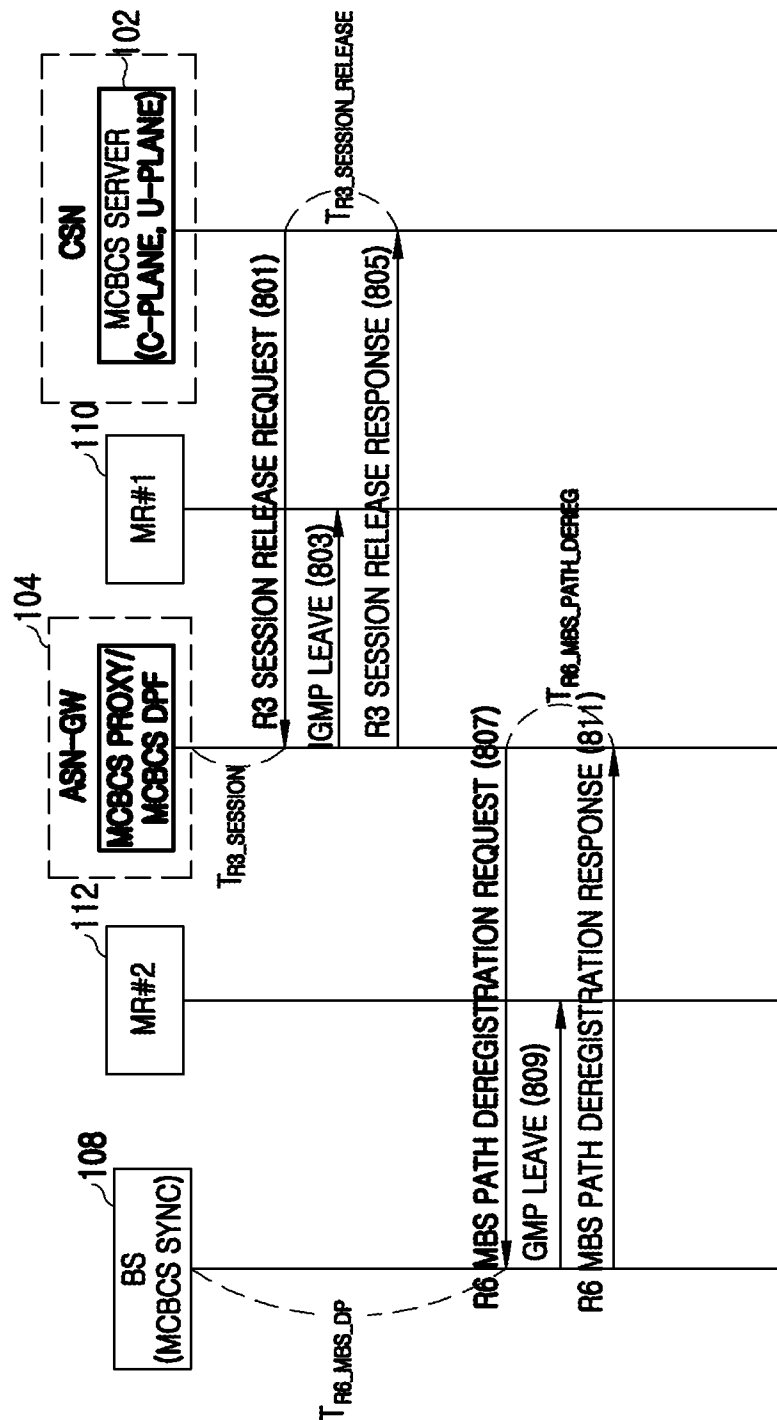 108
BS
(MCBCS SYNC)
112
MR#2
104
ASN-GW
MCBCS PROXY/
MCBCS DPF
110
MR#1
CSN
102
MCBCS SERVER
(C-PLANE, U-PLANE)
TR3_SESSION
R3 SESSION RELEASE REQUEST (801)
IGMP LEAVE (803)
TR3_SESSION_RELEASE
R3 SESSION RELEASE RESPONSE (805)
TR6_MBS_DP
R6 MBS PATH DEREGISTRATION REQUEST (807)
GMP LEAVE (809)
TR6_MBS_PATH_DEREG
R6 MBS PATH DEREGISTRATION RESPONSE (811)